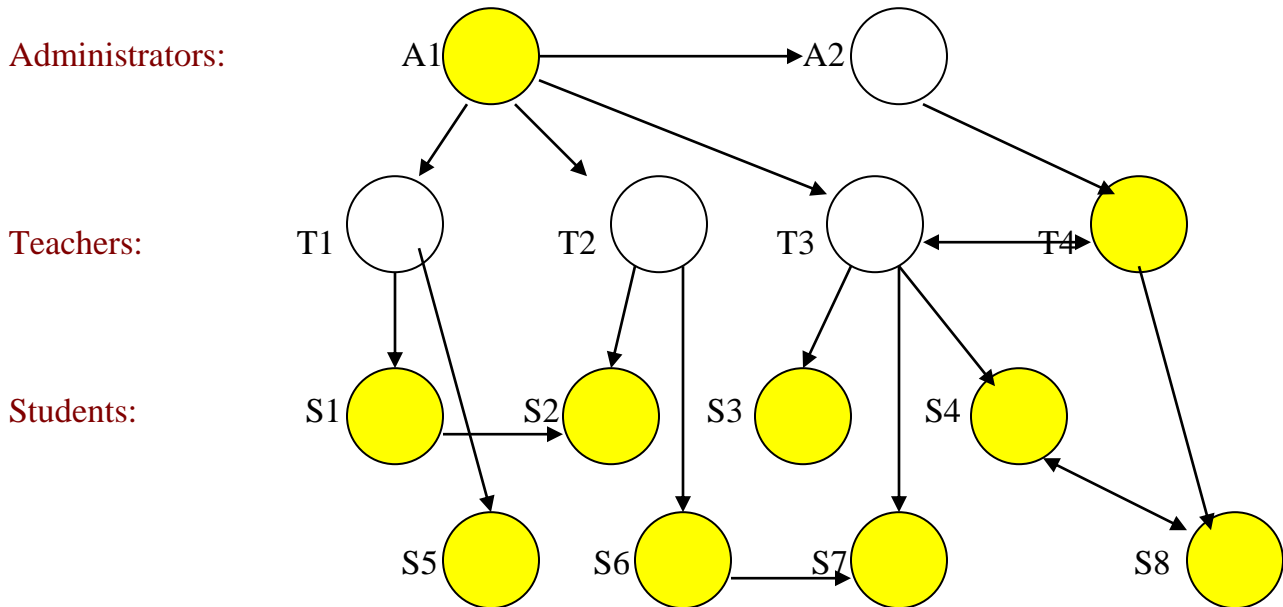 Administrators: A1 A2
Teachers: T1 T2 T3 T4
Students: S1 S2 S3 S4
S5 S6 S7 S8